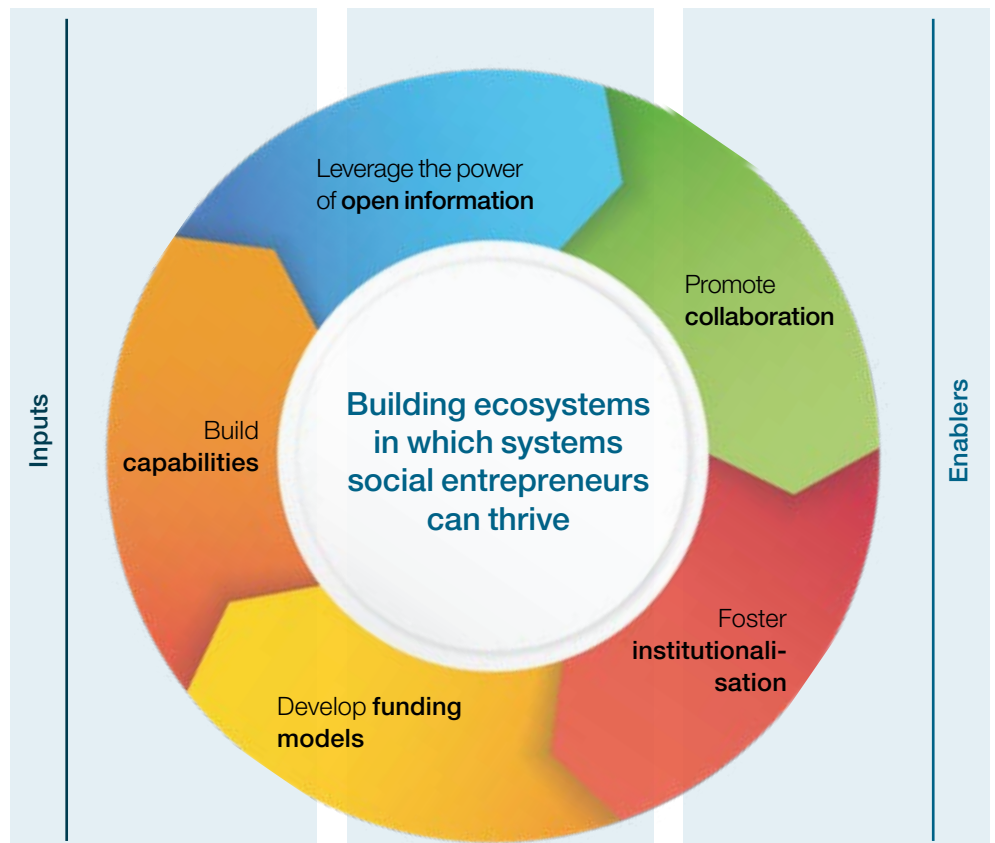 Leverage the power
of open information
Promote
collaboration
Inputs
Build
capabilities
Building ecosystems
in which systems
social entrepreneurs
can thrive
Enablers
Foster
institutionali-
sation
Develop funding
models